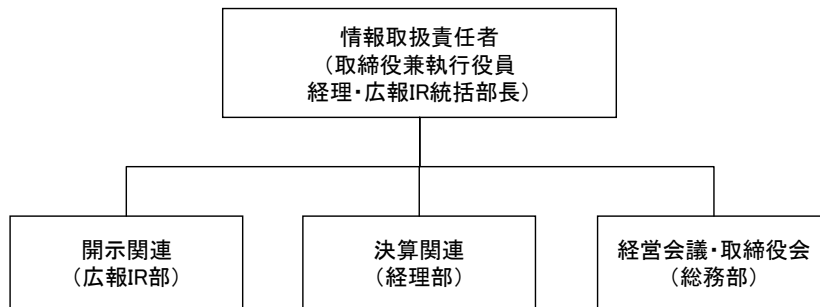 情報取扱責任者
（取締役兼執行役員
経理・広報IR統括部長）
開示関連
（広報IR部）
決算関連
（経理部）
経営会議・取締役会
（総務部）